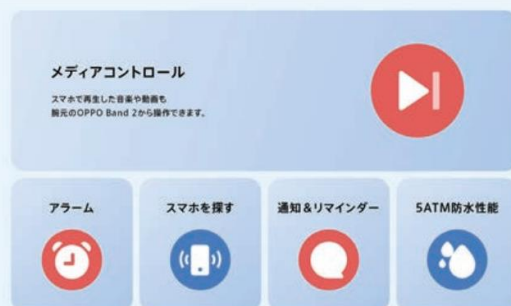 メディアコントロール
スマホで再生した音楽や動画も
腕元のOPPO Band 2から操作できます。
アラーム
スマホを探す
通知&リマインダー
5ATM防水性能